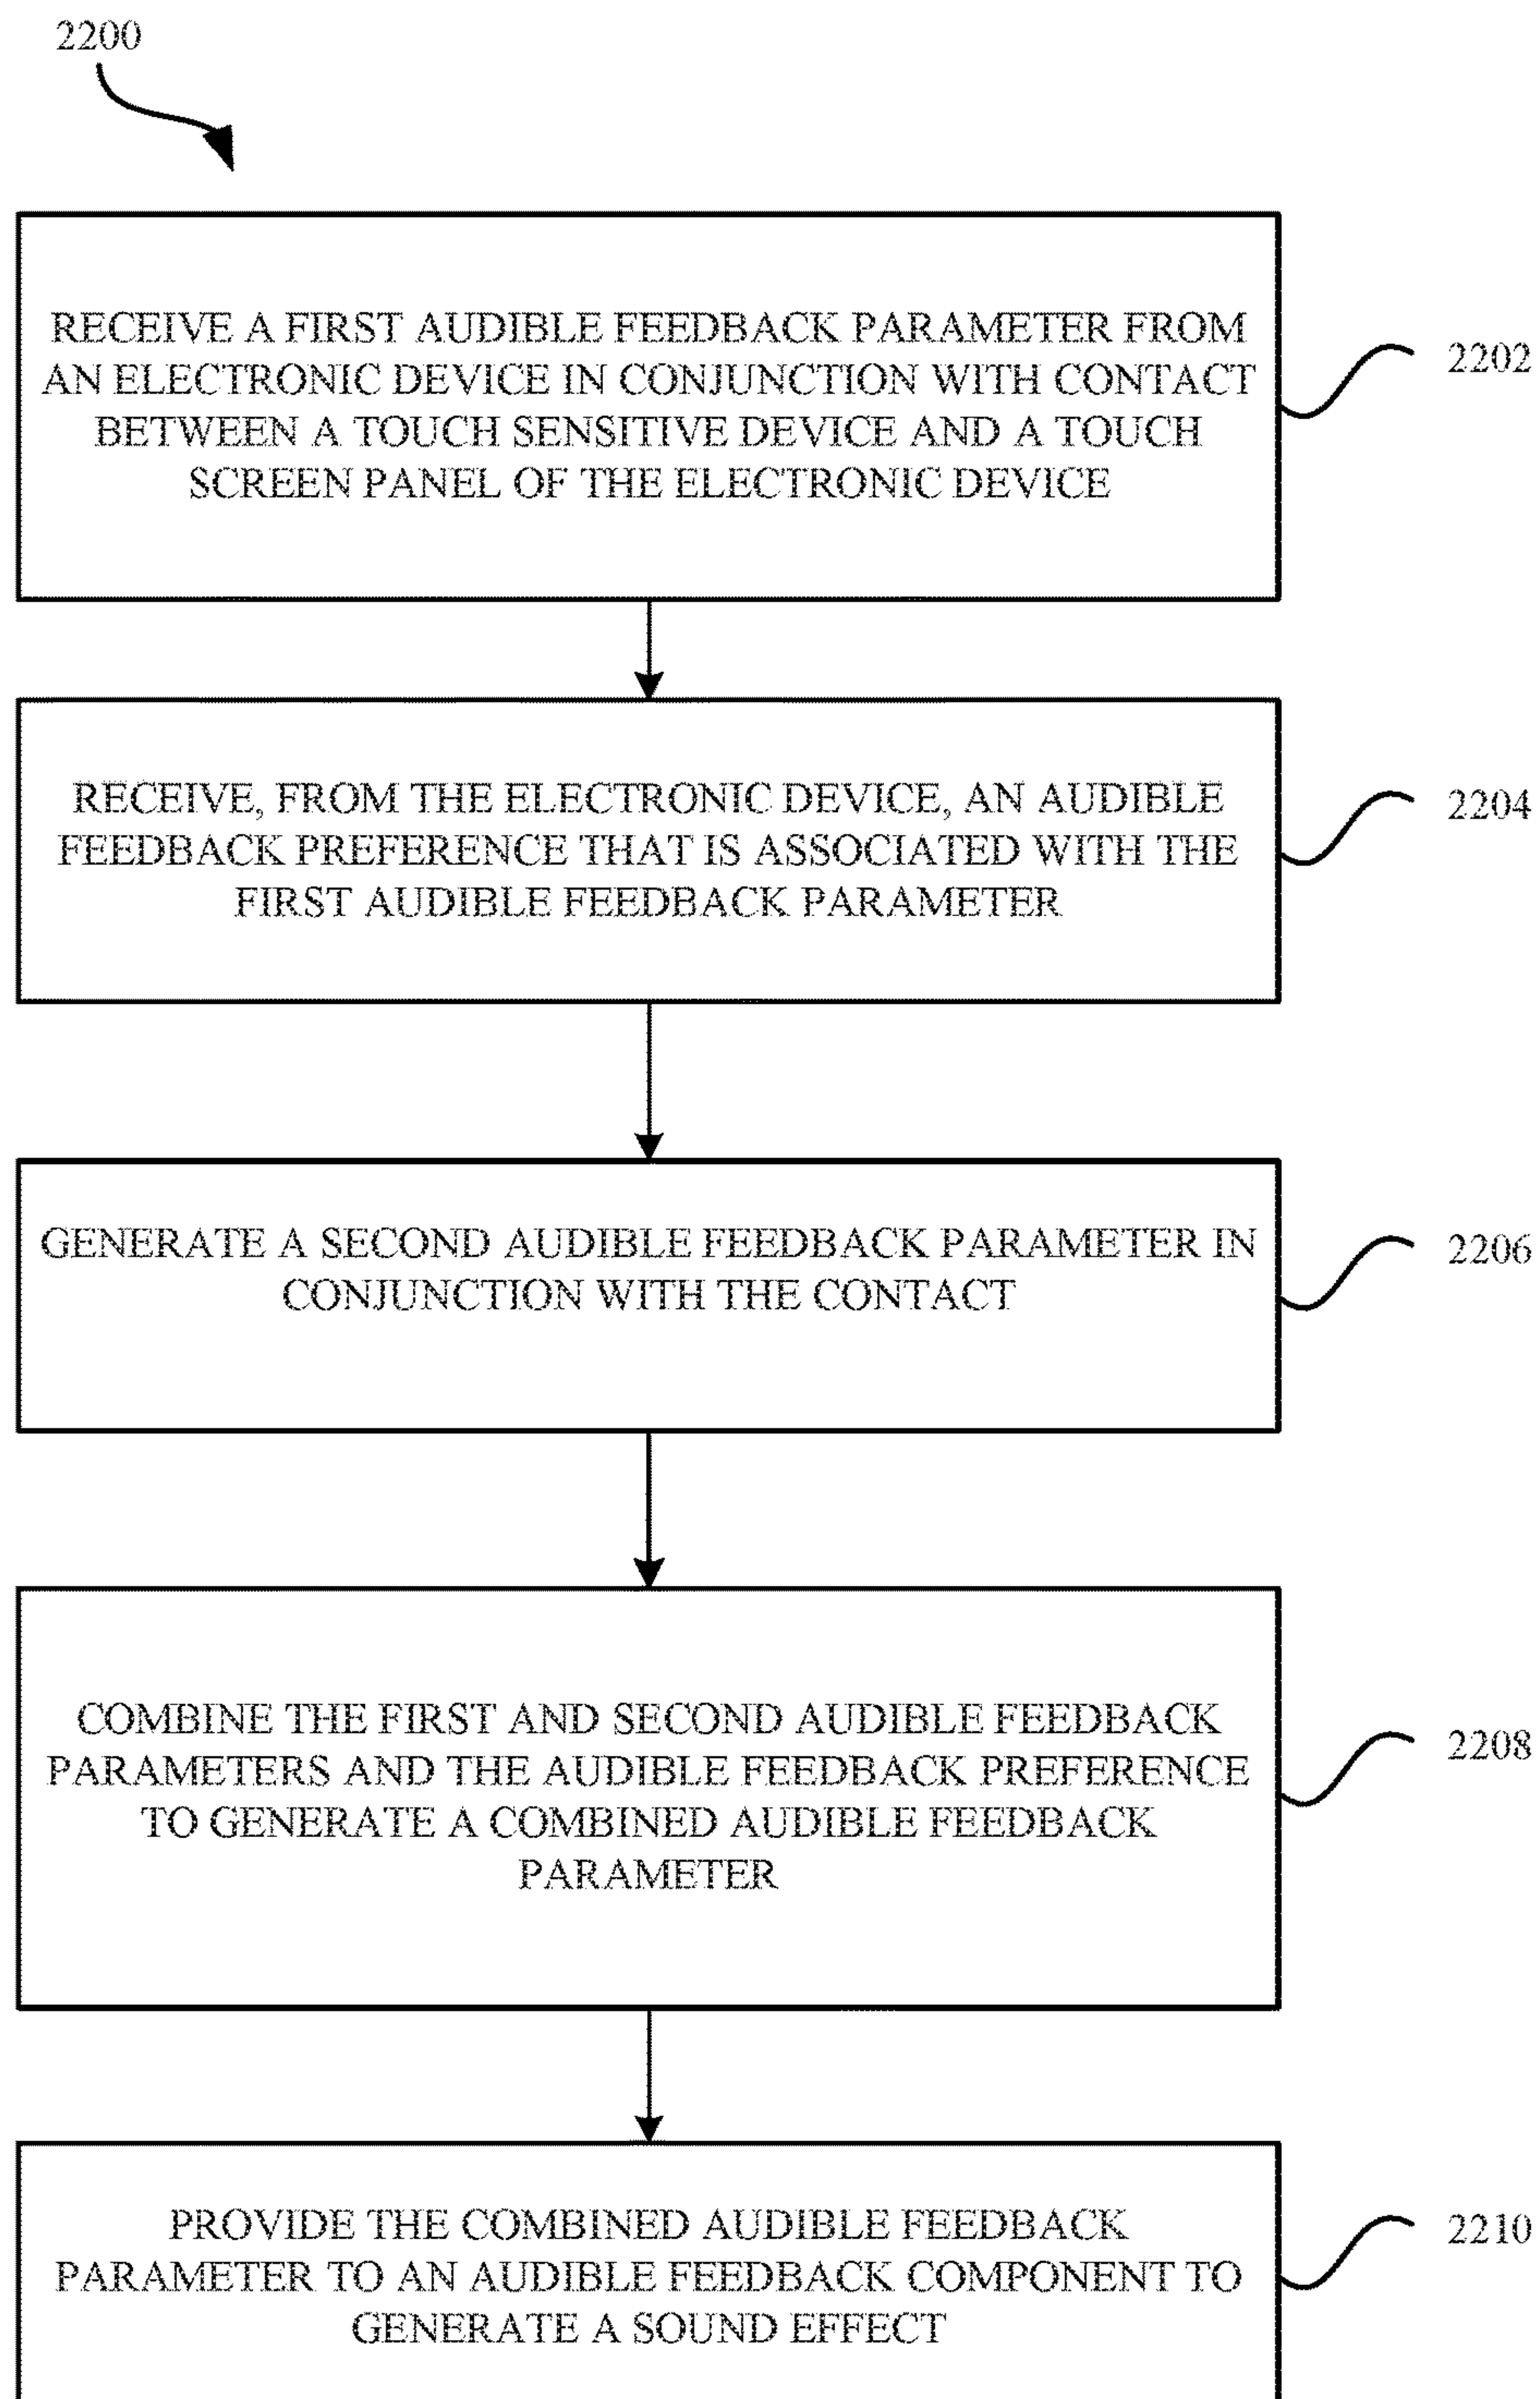 2200
RECEIVE A FIRST AUDIBLE FEEDBACK PARAMETER FROM
AN ELECTRONIC DEVICE IN CONJUNCTION WITH CONTACT
BETWEEN A TOUCH SENSITIVE DEVICE AND A TOUCH
SCREEN PANEL OF THE ELECTRONIC DEVICE
2202
RECEIVE, FROM THE ELECTRONIC DEVICE, AN AUDIBLE
FEEDBACK PREFERENCE THAT IS ASSOCIATED WITH THE
FIRST AUDIBLE FEEDBACK PARAMETER
2204
GENERATE A SECOND AUDIBLE FEEDBACK PARAMETER IN
CONJUNCTION WITH THE CONTACT
2206
COMBINE THE FIRST AND SECOND AUDIBLE FEEDBACK
PARAMETERS AND THE AUDIBLE FEEDBACK PREFERENCE
TO GENERATE A COMBINED AUDIBLE FEEDBACK
PARAMETER
2208
PROVIDE THE COMBINED AUDIBLE FEEDBACK
PARAMETER TO AN AUDIBLE FEEDBACK COMPONENT TO
GENERATE A SOUND EFFECT
2210